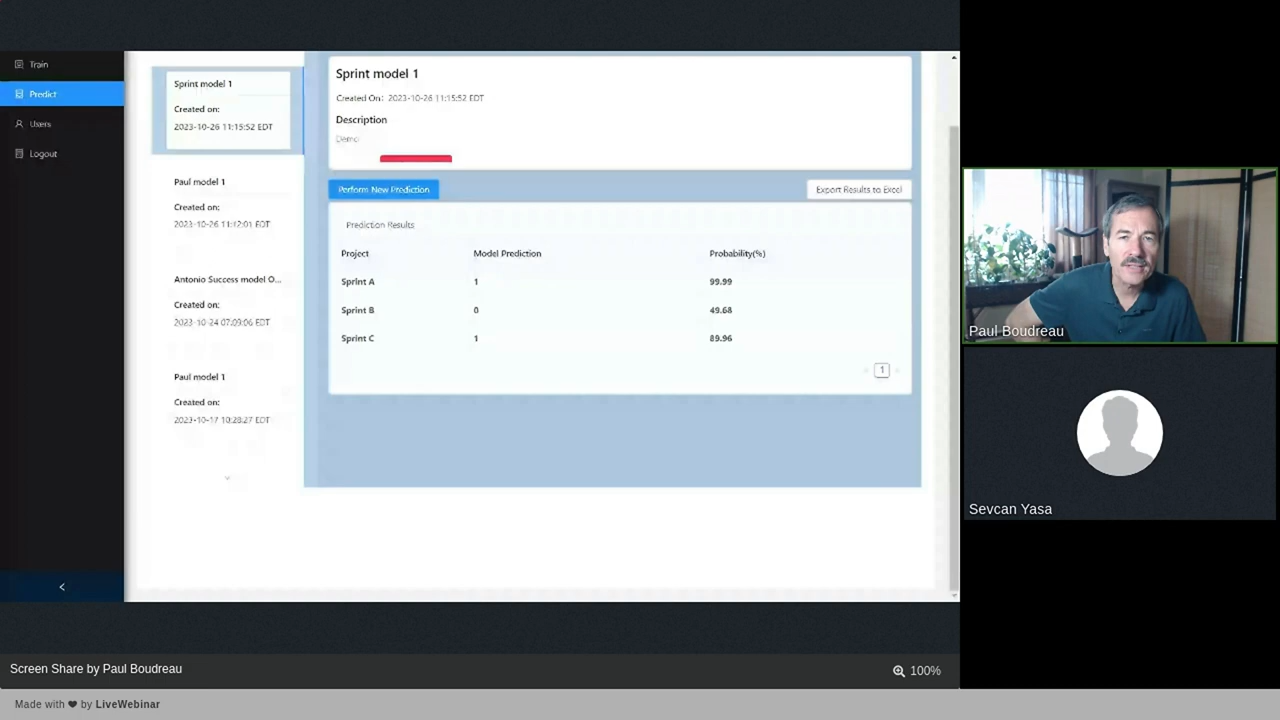 Train
Predict
Users
Logout
Sprint model 1
Created on:
2023-10-26 11:15:52 EDT
Paul model 1
Created on:
2023-10-26 11:12:01 EDT
Antonio Success model O...
Created on:
2023-10-24 07:09:06 EDT
Paul model 1
Created on:
2023-10-17 10:28:27 EDT
Sprint model 1
Created On: 2023-10-26 11:15:52 EDT
Description
Demo
Perform New Prediction
Export Results to Excel
Prediction Results
Project Model Prediction Probability(%)
Sprint A 1 99.99
Sprint B 0 49.68
Sprint C 1 89.96
1
Paul Boudreau
Sevcan Yasa
Screen Share by Paul Boudreau
100%
Made with ❤ by LiveWebinar